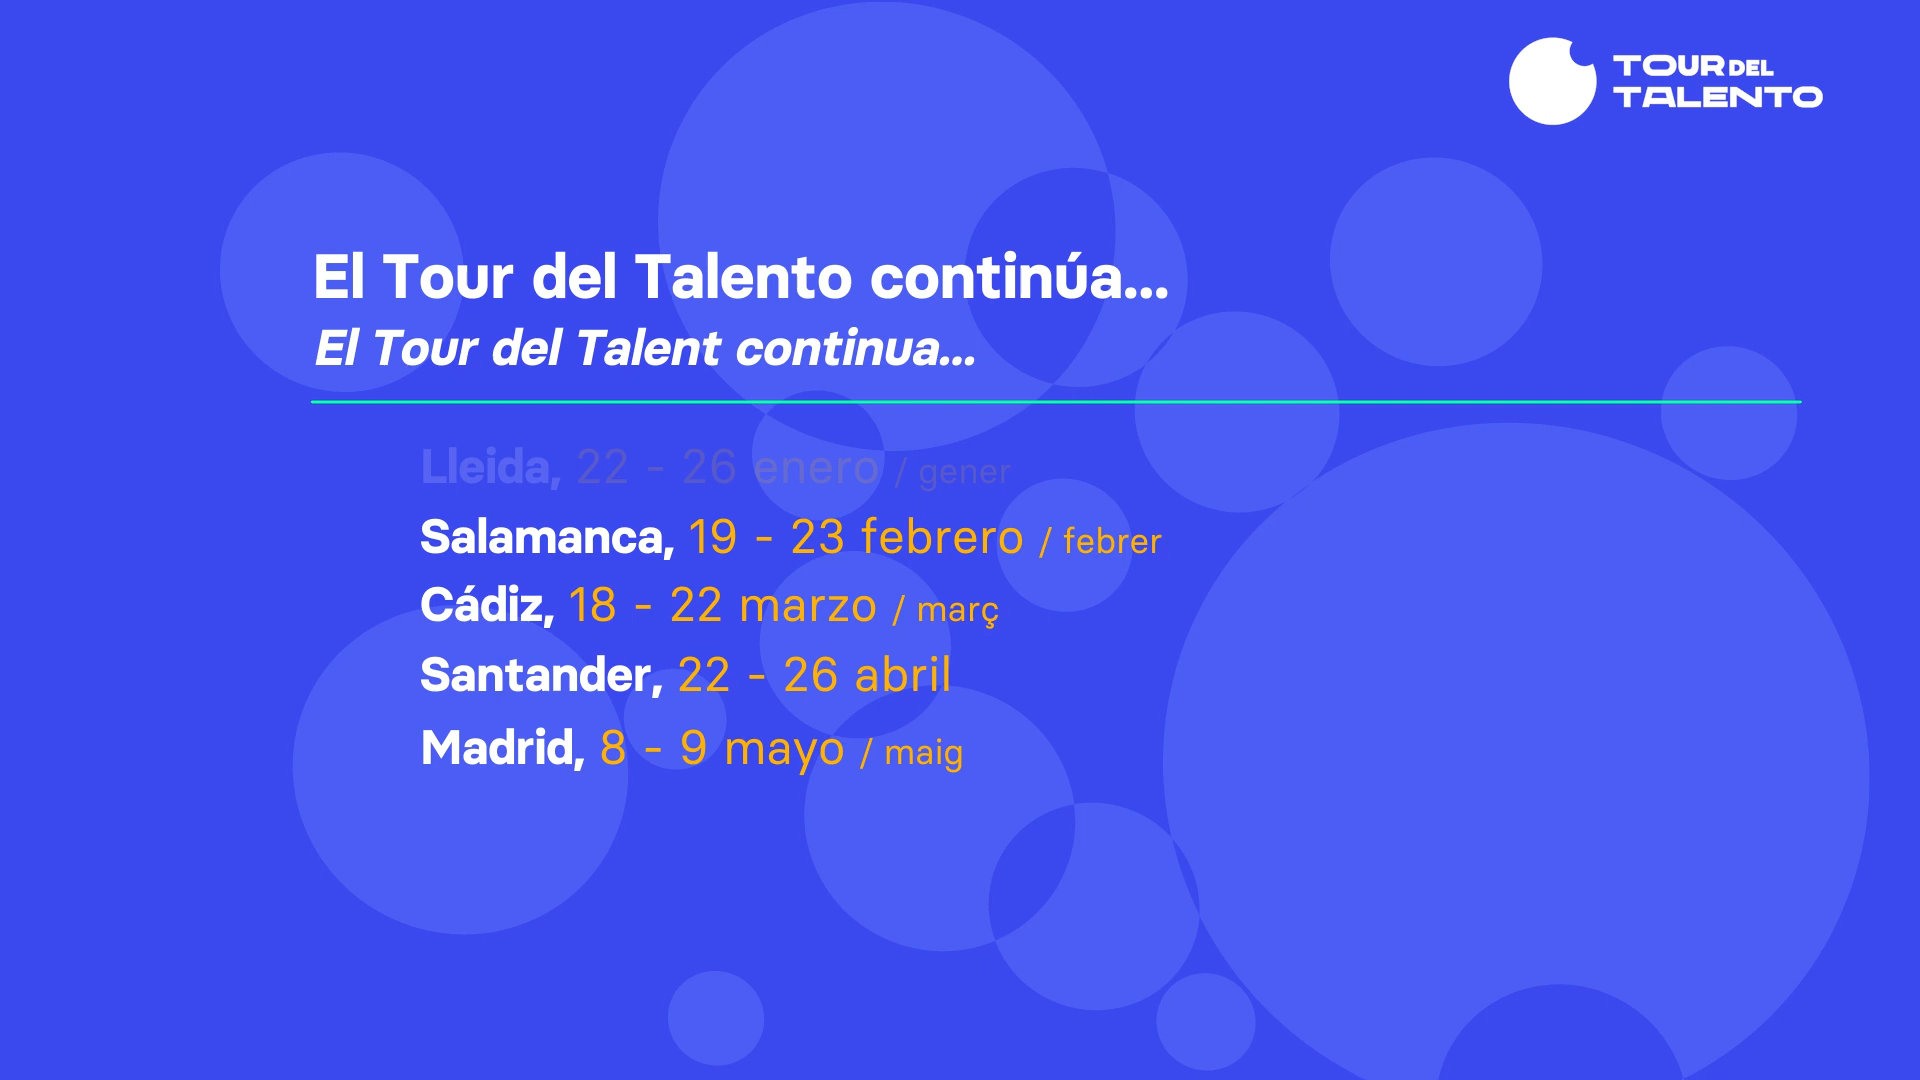 TOUR DEL
TALENTO
El Tour del Talento continúa...
El Tour del Talent continua...
Lleida, 22 - 26 enero / gener
Salamanca, 19 - 23 febrero / febrer
Cádiz, 18 - 22 marzo / març
Santander, 22 - 26 abril
Madrid, 8 - 9 mayo / maig